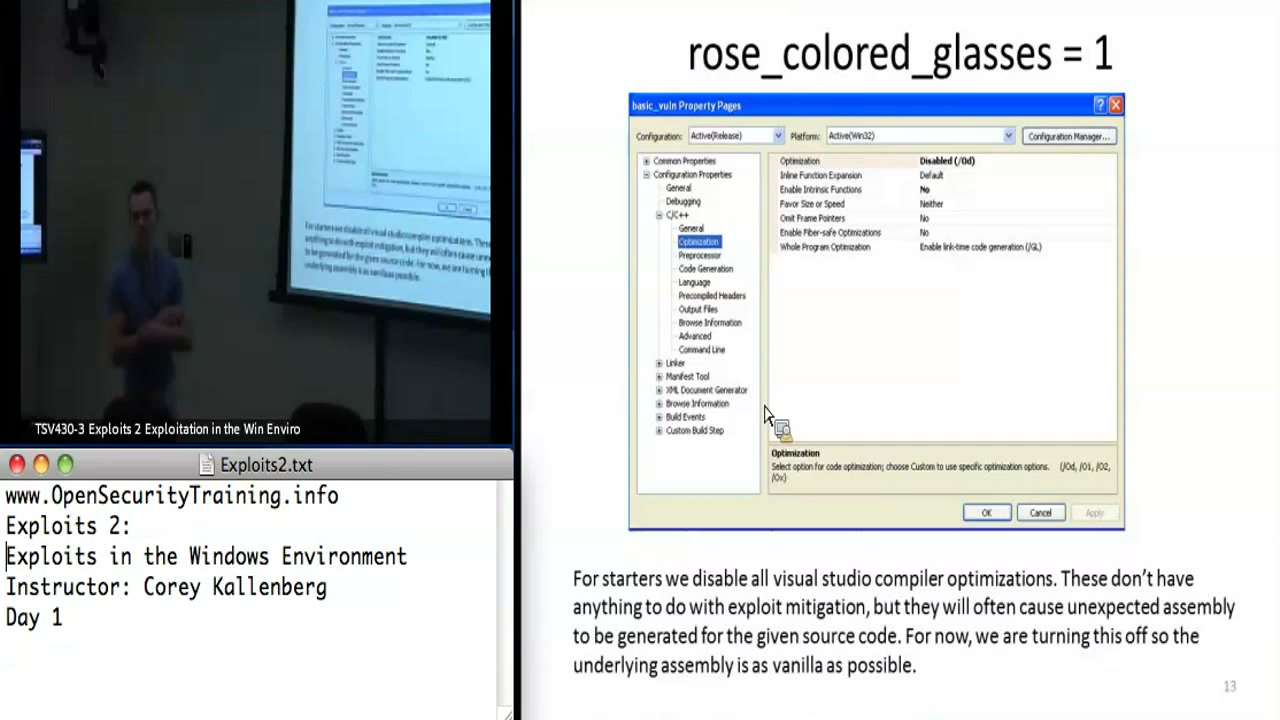 rose_colored_glasses = 1
basic_vuln Property Pages
Configuration: Active(Release) Platform: Active(Win32) Configuration Manager...
Common Properties
Configuration Properties
General
Debugging
C/C++
General
Optimization
Preprocessor
Code Generation
Language
Precompiled Headers
Output Files
Browse Information
Advanced
Command Line
Linker
Manifest Tool
XML Document Generator
Browse Information
Build Events
Custom Build Step
Optimization Disabled (/Od)
Inline Function Expansion Default
Enable Intrinsic Functions No
Favor Size or Speed Neither
Omit Frame Pointers No
Enable Fiber-safe Optimizations No
Whole Program Optimization Enable link-time code generation (/GL)
Optimization
Select option for code optimization; choose Custom to use specific optimization options. (/Od, /O1, /O2,
/Ox)
OK Cancel Apply
For starters we disable all visual studio compiler optimizations. These don't have
anything to do with exploit mitigation, but they will often cause unexpected assembly
to be generated for the given source code. For now, we are turning this off so the
underlying assembly is as vanilla as possible.
13
TSV430-3 Exploits 2 Exploitation in the Win Enviro
Exploits2.txt
www.OpenSecurityTraining.info
Exploits 2:
Exploits in the Windows Environment
Instructor: Corey Kallenberg
Day 1